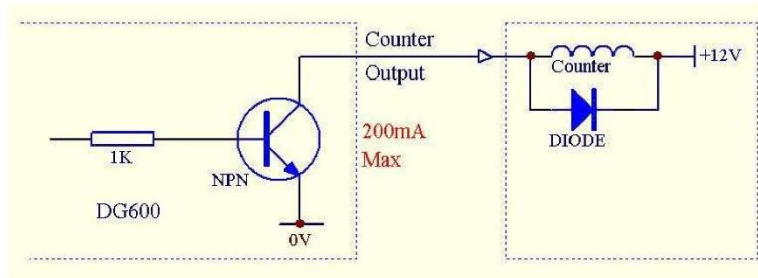 Counter
Output
200mA
Max
1K
NPN
DG600
0V
Counter
DIODE
+12V